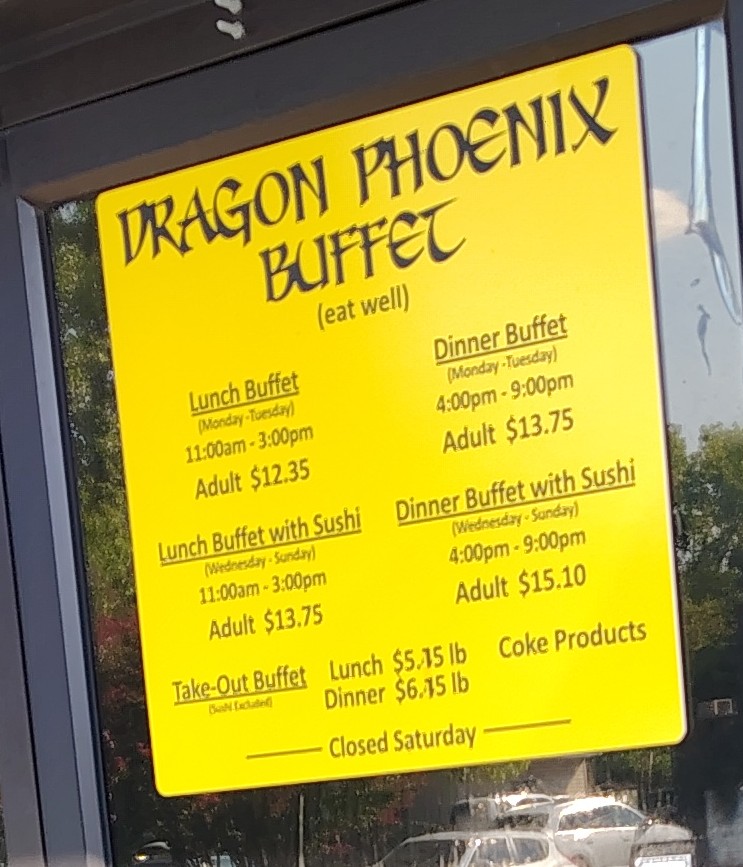 DRAGON PHOENIX
BUFFET
(eat well)
Lunch Buffet
(Monday -Tuesday)
11:00am - 3:00pm
Adult $12.35
Dinner Buffet
(Monday -Tuesday)
4:00pm - 9:00pm
Adult $13.75
Lunch Buffet with Sushi
(Wednesday - Sunday)
11:00am - 3:00pm
Adult $13.75
Dinner Buffet with Sushi
(Wednesday - Sunday)
4:00pm - 9:00pm
Adult $15.10
Take-Out Buffet
(Sushi Excluded)
Lunch $5.15 lb
Dinner $6.15 lb
Coke Products
Closed Saturday